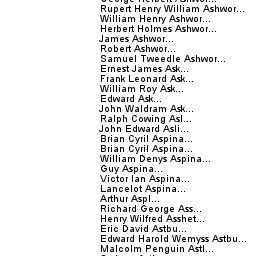 George Herbert Ashwor...
Rupert Henry William Ashwor...
William Henry Ashwor...
Herbert Holmes Ashwor...
James Ashwor...
Robert Ashwor...
Samuel Tweedle Ashwor...
Ernest James Ask...
Frank Leonard Ask...
William Roy Ask...
Edward Ask...
John Waldram Ask...
Ralph Cowing Asl...
John Edward Asli...
Brian Cyril Aspina...
Brian Cyril Aspina...
William Denys Aspina...
Guy Aspina...
Victor Ian Aspina...
Lancelot Aspina...
Arthur Aspl...
Richard George Ass...
Henry Wilfred Asshet...
Eric David Astbu...
Edward Harold Wemyss Astbu...
Malcolm Penguin Astl...